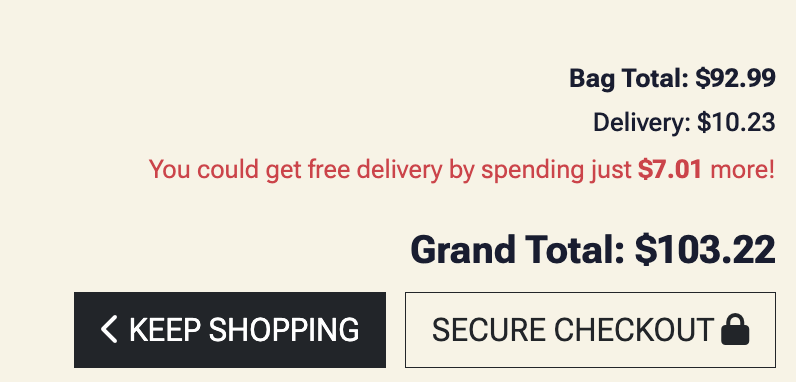 Bag Total: $92.99
Delivery: $10.23
You could get free delivery by spending just $7.01 more!
Grand Total: $103.22
KEEP SHOPPING
SECURE CHECKOUT